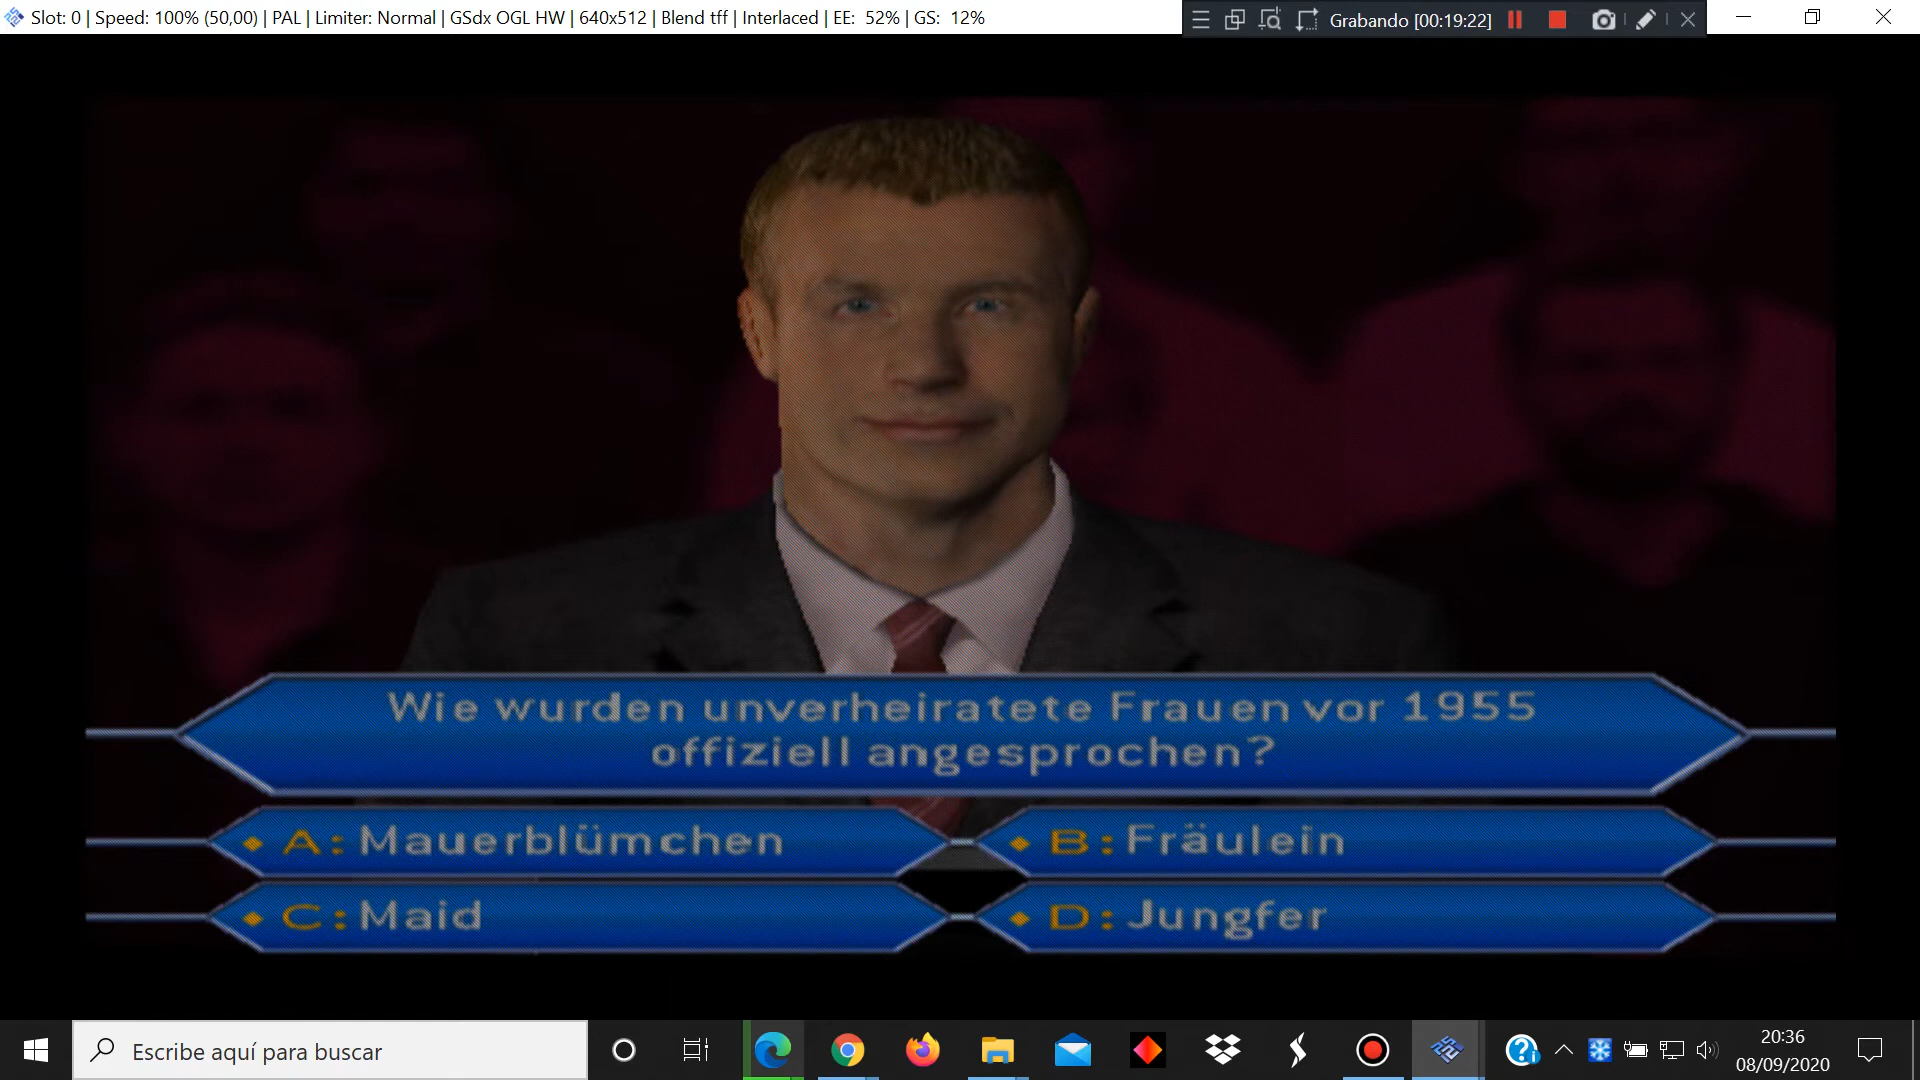 Slot: 0 | Speed: 100% (50,00) | PAL | Limiter: Normal | GSdx OGL HW | 640x512 | Blend tff | Interlaced | EE: 52% | GS: 12%
Grabando [00:19:22]
Wie wurden unverheiratete Frauen vor 1955
offiziell angesprochen?
A: Mauerblümchen
B: Fräulein
C: Maid
D: Jungfer
Escribe aquí para buscar
20:36
08/09/2020